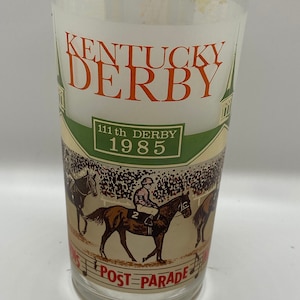 KENTUCKY
DERBY
111th DERBY
1985
2
POST PARADE